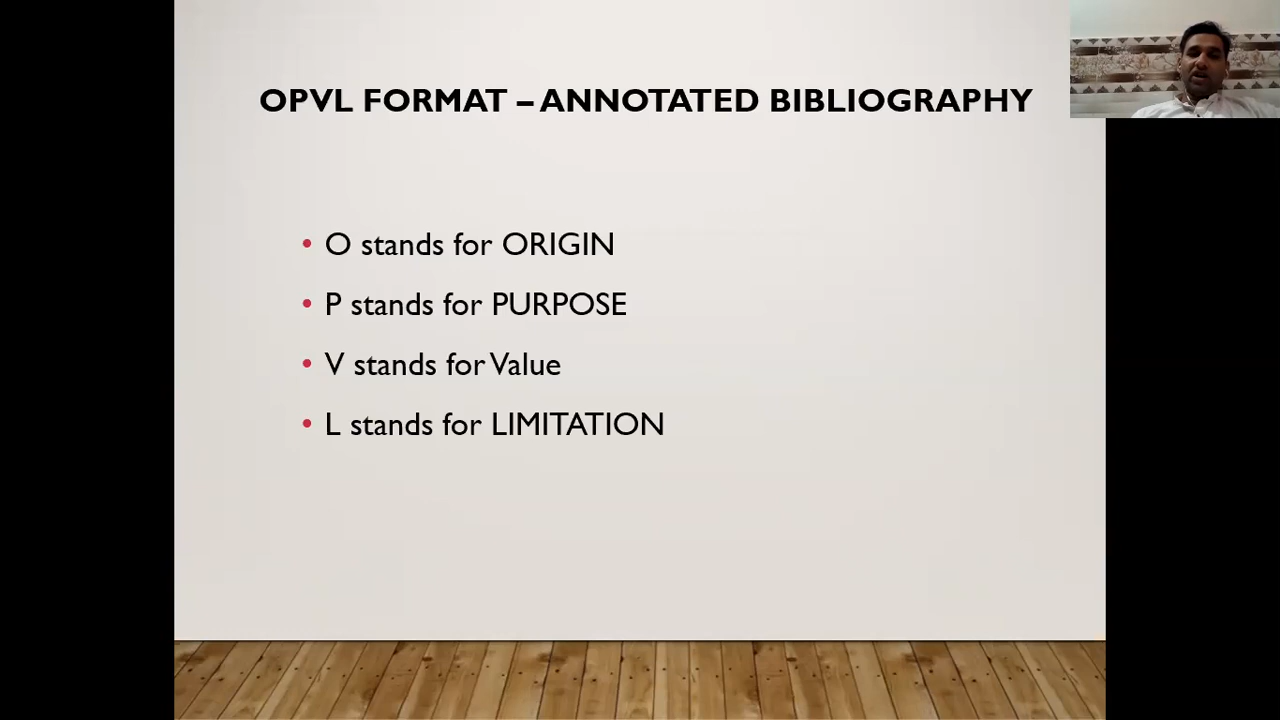 OPVL FORMAT – ANNOTATED BIBLIOGRAPHY
• O stands for ORIGIN
• P stands for PURPOSE
• V stands for Value
• L stands for LIMITATION